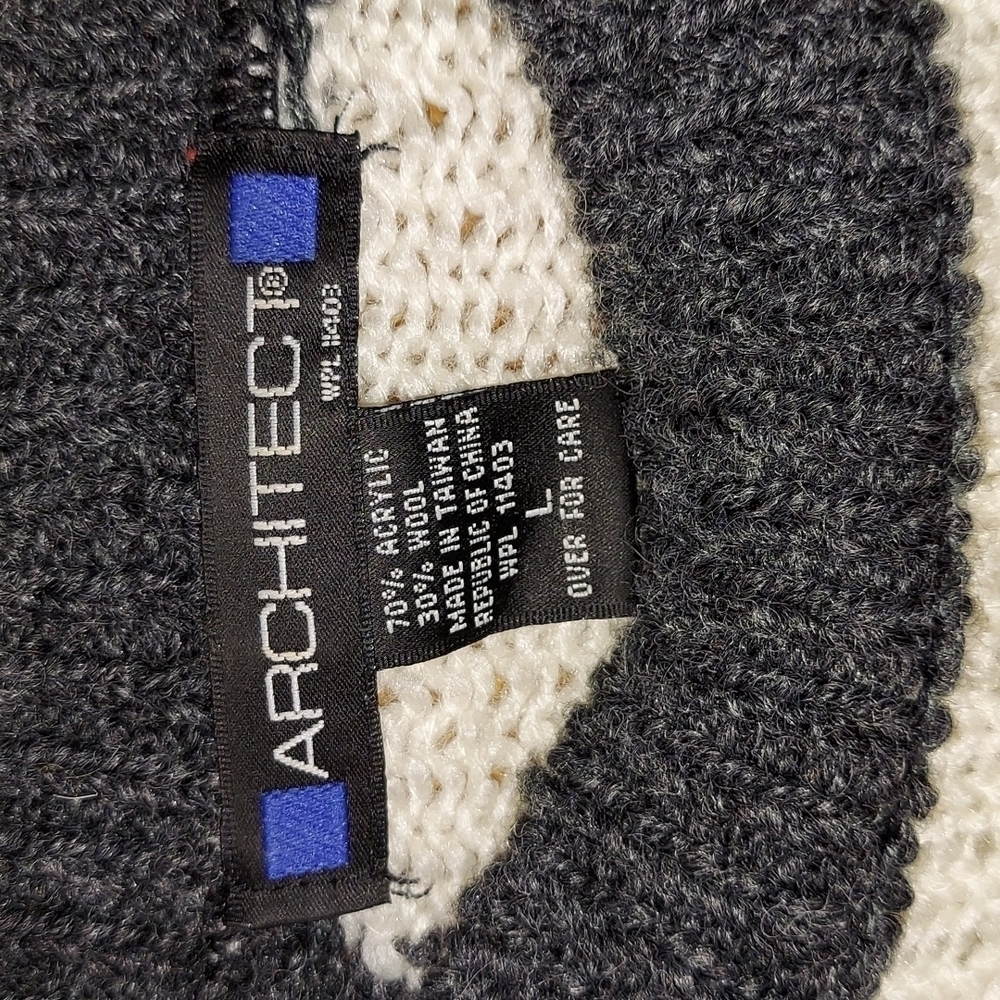 ARCHITECT®
WPL 11403
70% ACRYLIC
30% WOOL
MADE IN TAIWAN
REPUBLIC OF CHINA
WPL 11403
L
OVER FOR CARE